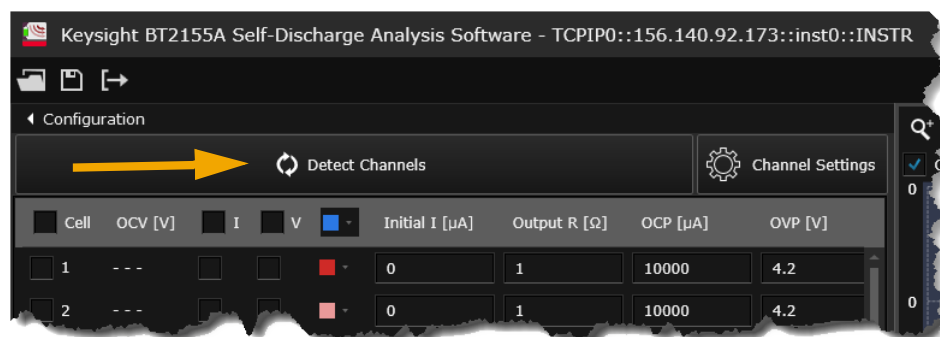 Keysight BT2155A Self-Discharge Analysis Software - TCPIP0::156.140.92.173::inst0::INSTR
Configuration
Detect Channels
Channel Settings
0
Cell OCV [V] I V Initial I [µA] Output R [Ω] OCP [µA] OVP [V]
1 --- 0 1 10000 4.2
2 --- 0 1 10000 4.2
0